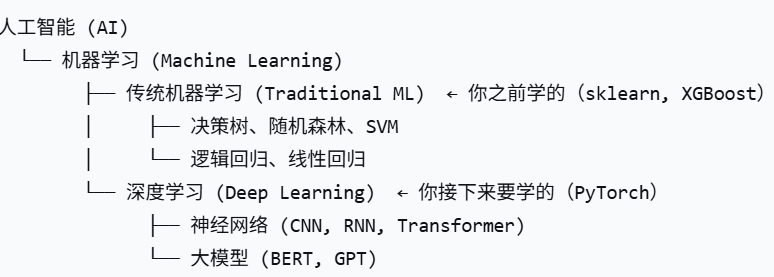 人工智能 (AI)
└── 机器学习 (Machine Learning)
├── 传统机器学习 (Traditional ML) ← 你之前学的（sklearn, XGBoost）
│ ├── 决策树、随机森林、SVM
│ └── 逻辑回归、线性回归
└── 深度学习 (Deep Learning) ← 你接下来要学的（PyTorch）
├── 神经网络 (CNN, RNN, Transformer)
└── 大模型 (BERT, GPT)